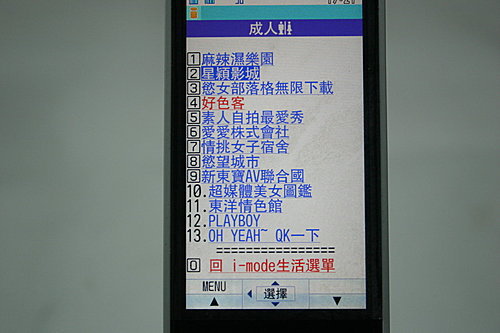 成人
1 麻辣濕樂園
2 星穎影城
3 慾女部落格無限下載
4 好色客
5 素人自拍最愛秀
6 愛愛株式會社
7 情挑女子宿舍
8 慾望城市
9 新東寶AV聯合國
10.超媒體美女圖鑑
11.東洋情色館
12.PLAYBOY
13.OH YEAH~ QK一下
==================
0 回 i-mode生活選單
MENU 選擇